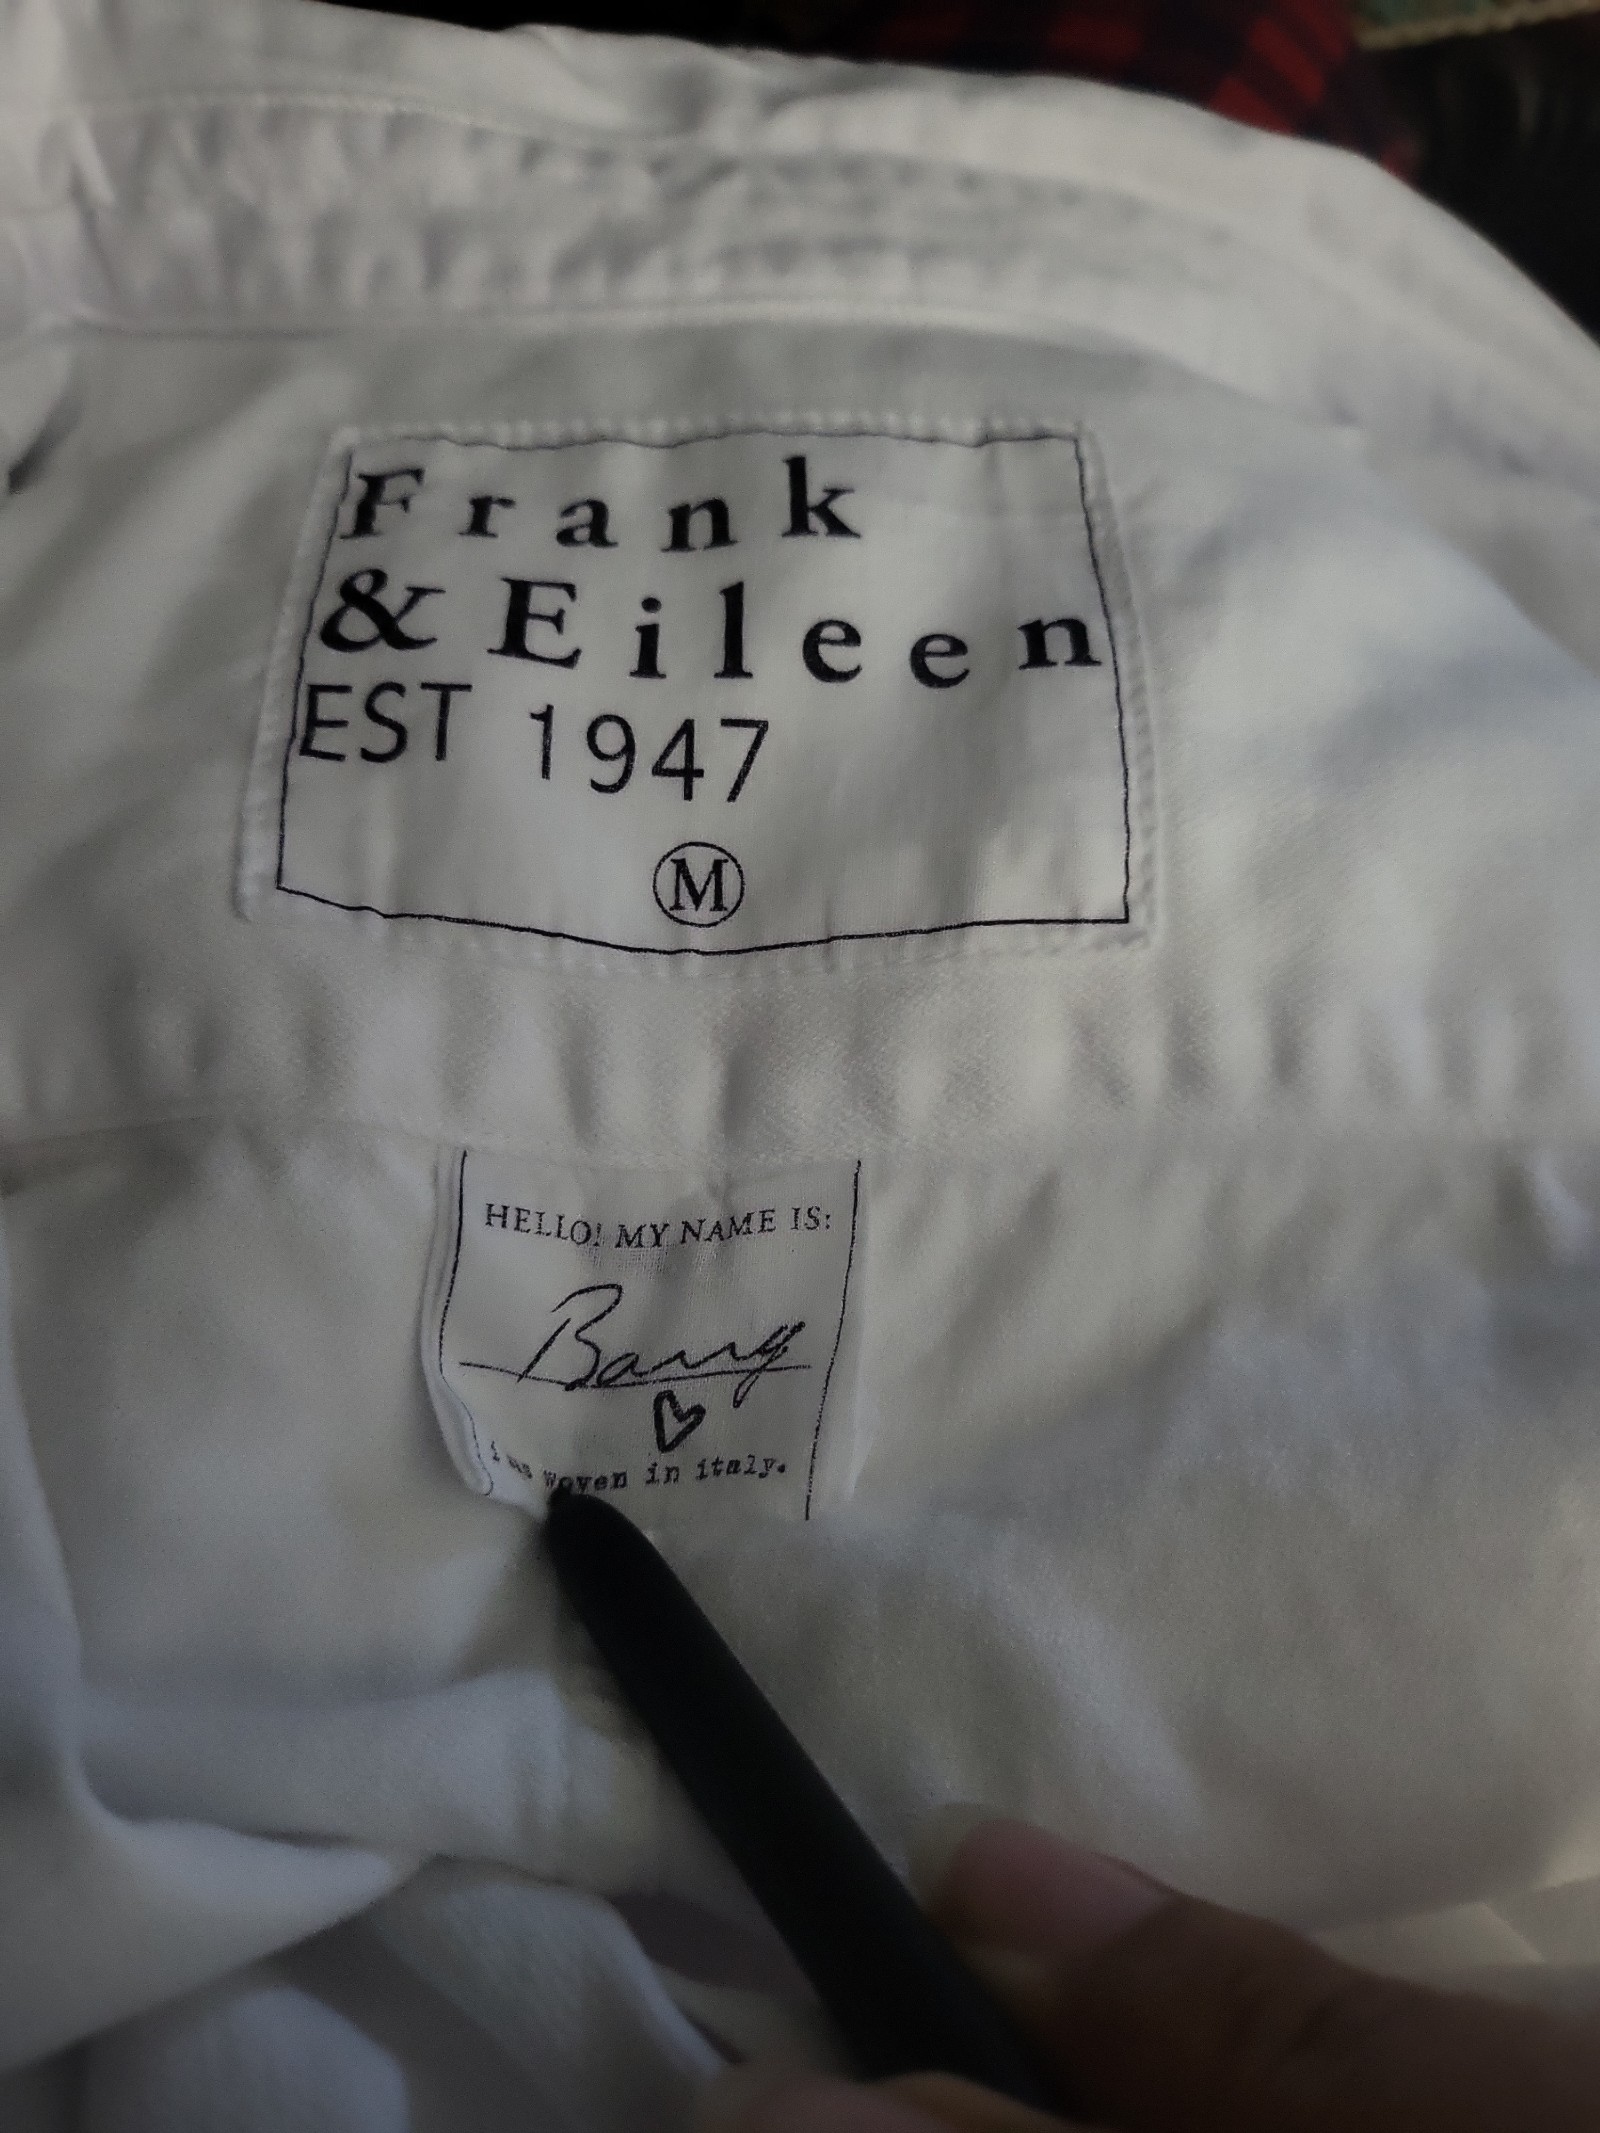 Frank
& Eileen
EST 1947
M
HELLO! MY NAME IS:
Barry
woven in italy.